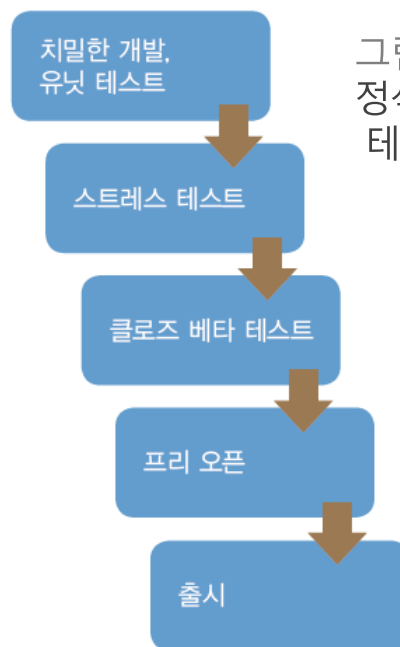 치밀한 개발,
유닛 테스트
스트레스 테스트
클로즈 베타 테스트
프리 오픈
출시